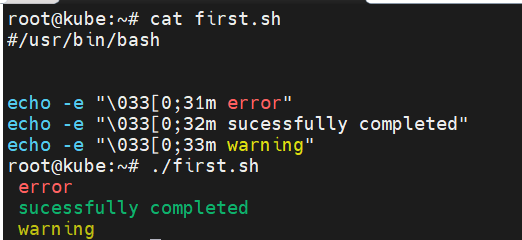 root@kube:~# cat first.sh
#/usr/bin/bash
echo -e "\033[0;31m error"
echo -e "\033[0;32m sucessfully completed"
echo -e "\033[0;33m warning"
root@kube:~# ./first.sh
error
sucessfully completed
warning